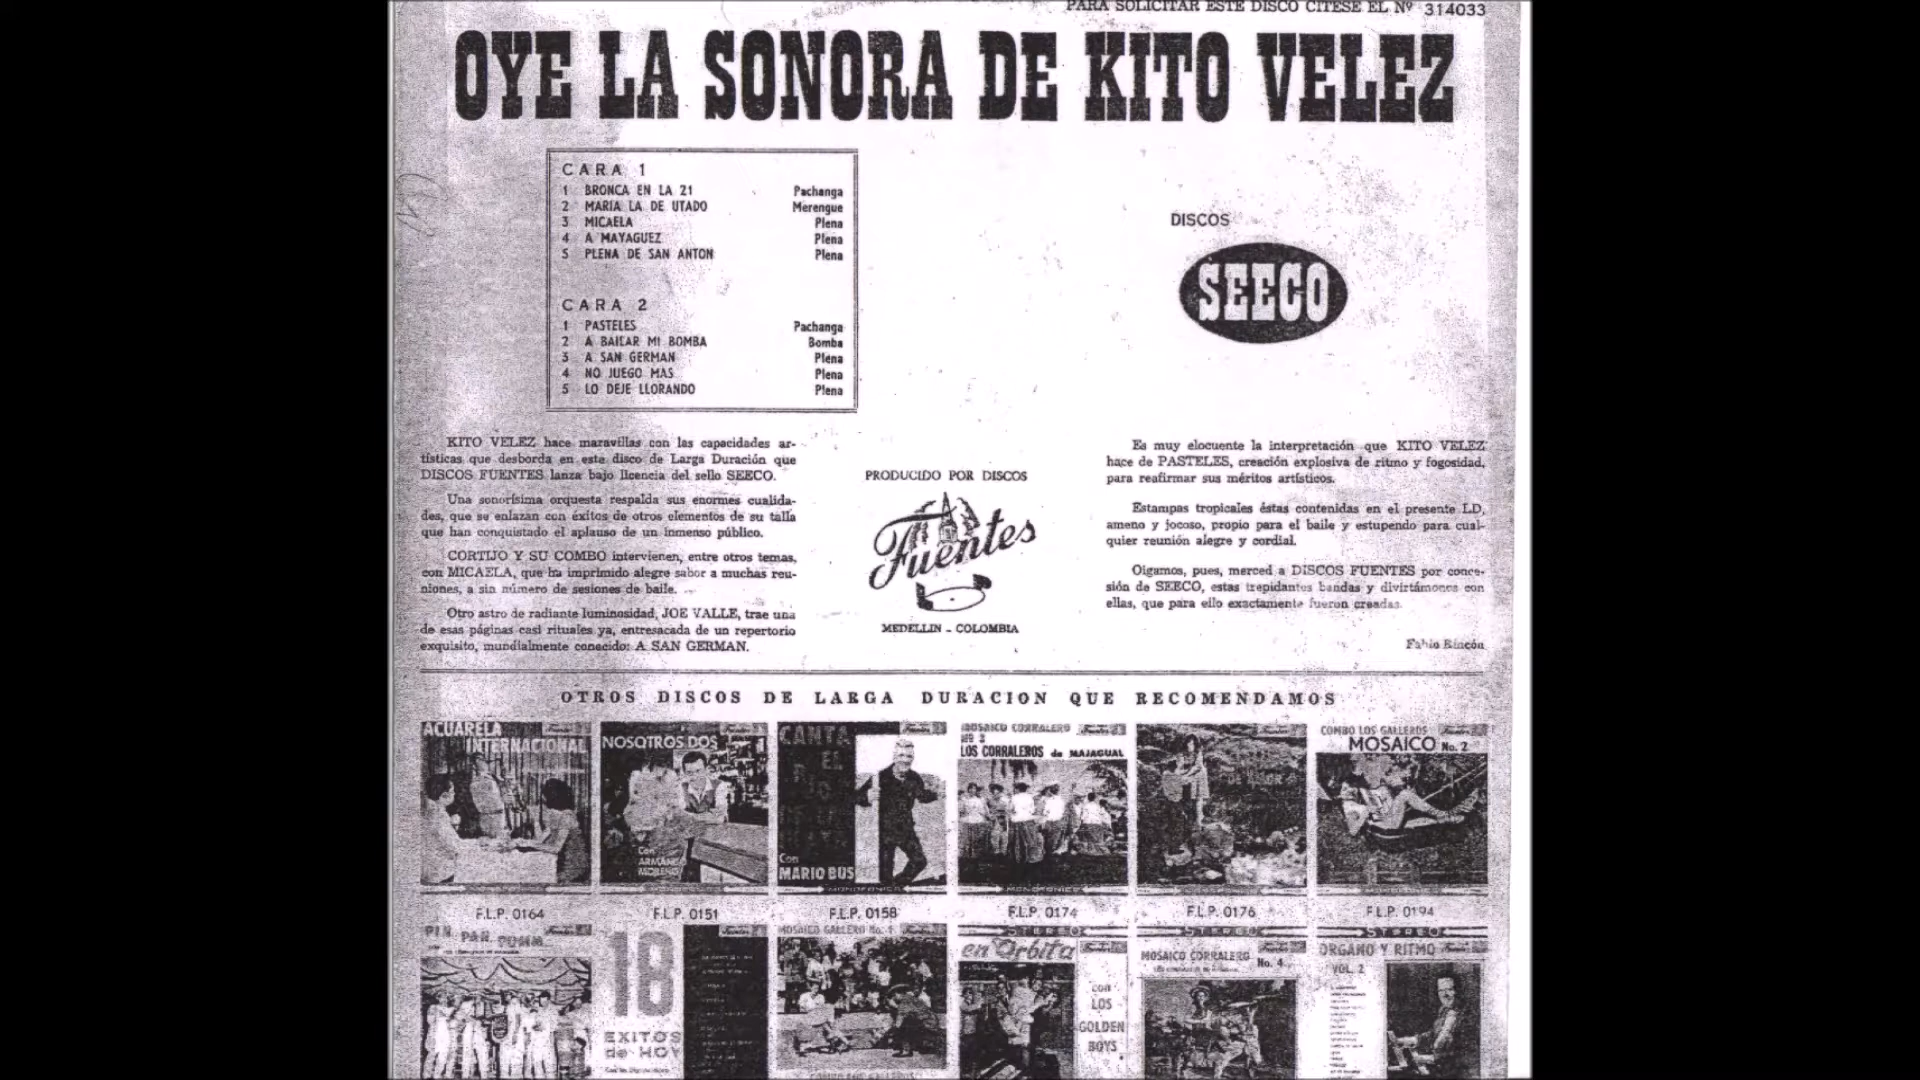 PARA SOLICITAR ESTE DISCO CITESE EL Nº 314033
OYE LA SONORA DE KITO VELEZ
CARA 1
1 BRONCA EN LA 21 Pachanga
2 MARIA LA DE UTADO Merengue
3 MICAELA Plena
4 A MAYAGUEZ Plena
5 PLENA DE SAN ANTON Plena
CARA 2
1 PASTELES Pachanga
2 A BAILAR MI BOMBA Bomba
3 A SAN GERMAN Plena
4 NO JUEGO MAS Plena
5 LO DEJE LLORANDO Plena
DISCOS
SEECO
KITO VELEZ hace maravillas con las capacidades ar-
tísticas que desborda en este disco de Larga Duración que
DISCOS FUENTES lanza bajo licencia del sello SEECO.
Una sonorísima orquesta respalda sus enormes cualida-
des, que se enlazan con éxitos de otros elementos de su talla
que han conquistado el aplauso de un inmenso público.
CORTIJO Y SU COMBO intervienen, entre otros temas,
con MICAELA, que ha imprimido alegre sabor a muchas reu-
niones, a sin número de sesiones de baile.
Otro astro de radiante luminosidad, JOE VALLE, trae una
de esas páginas casi rituales ya, entresacada de un repertorio
exquisito, mundialmente conocido: A SAN GERMAN.
PRODUCIDO POR DISCOS
Fuentes
MEDELLIN - COLOMBIA
Es muy elocuente la interpretación que KITO VELEZ
hace de PASTELES, creación explosiva de ritmo y fogosidad,
para reafirmar sus méritos artísticos.
Estampas tropicales éstas contenidas en el presente LD,
ameno y jocoso, propio para el baile y estupendo para cual-
quier reunión alegre y cordial.
Oigamos, pues, merced a DISCOS FUENTES por conce-
sión de SEECO, estas trepidantes bandas y divirtámonos con
ellas, que para ello exactamente fueron creadas.
Fabio Rincón
OTROS DISCOS DE LARGA DURACION QUE RECOMENDAMOS
ACUARELA
INTERNACIONAL
NOSOTROS DOS
Con
ARMANDO
MORENO
CANTA
EL
Con
MARIO BUS
MOSAICO CORRALERO
Nº 3
LOS CORRALEROS de MAJAGUAL
COMBO LOS GALLEROS
MOSAICO No. 2
F.L.P. 0164
F.L.P. 0151
F.L.P. 0158
F.L.P. 0174
F.L.P. 0176
F.L.P. 0194
PIN PAN PUMM
18
EXITOS
de HOY
MOSAICO GALLERO No. 1
STEREO
en Orbita
con
LOS
GOLDEN
BOYS
STEREO
MOSAICO CORRALERO
No. 4
STEREO
ORGANO Y RITMO
VOL. 2